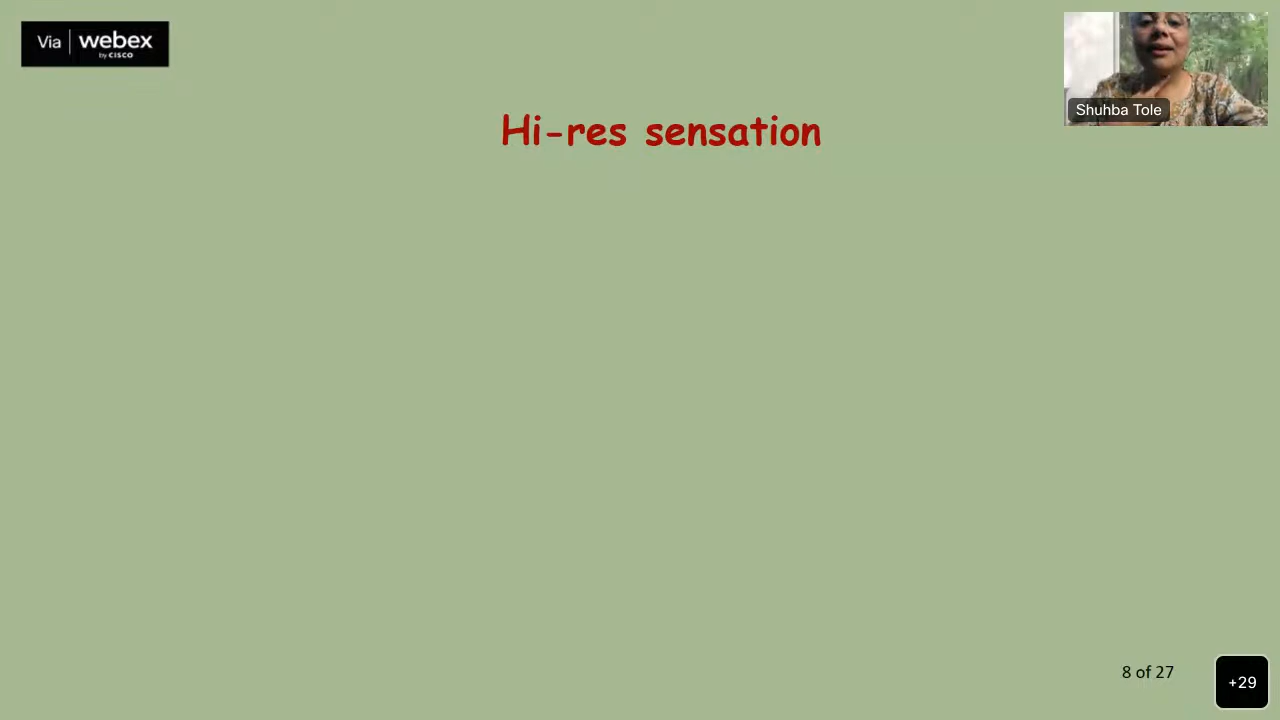 Via webex
by CISCO
Shuhba Tole
Hi-res sensation
8 of 27
+29